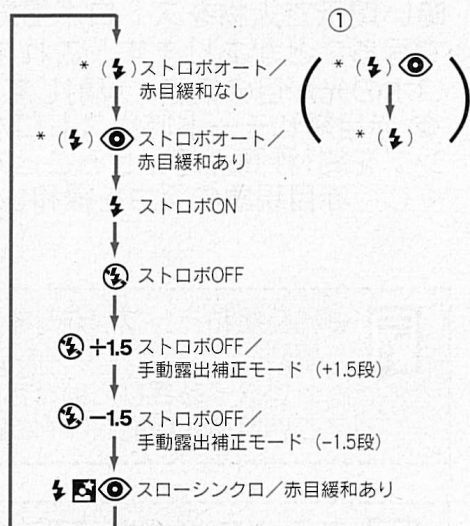 ①
* (⚡) ストロボオート／
赤目緩和なし
* (⚡) ストロボオート／
赤目緩和あり
ストロボON
ストロボOFF
+1.5 ストロボOFF／
手動露出補正モード（+1.5段）
−1.5 ストロボOFF／
手動露出補正モード（−1.5段）
スローシンクロ／赤目緩和あり
* (⚡)
* (⚡)